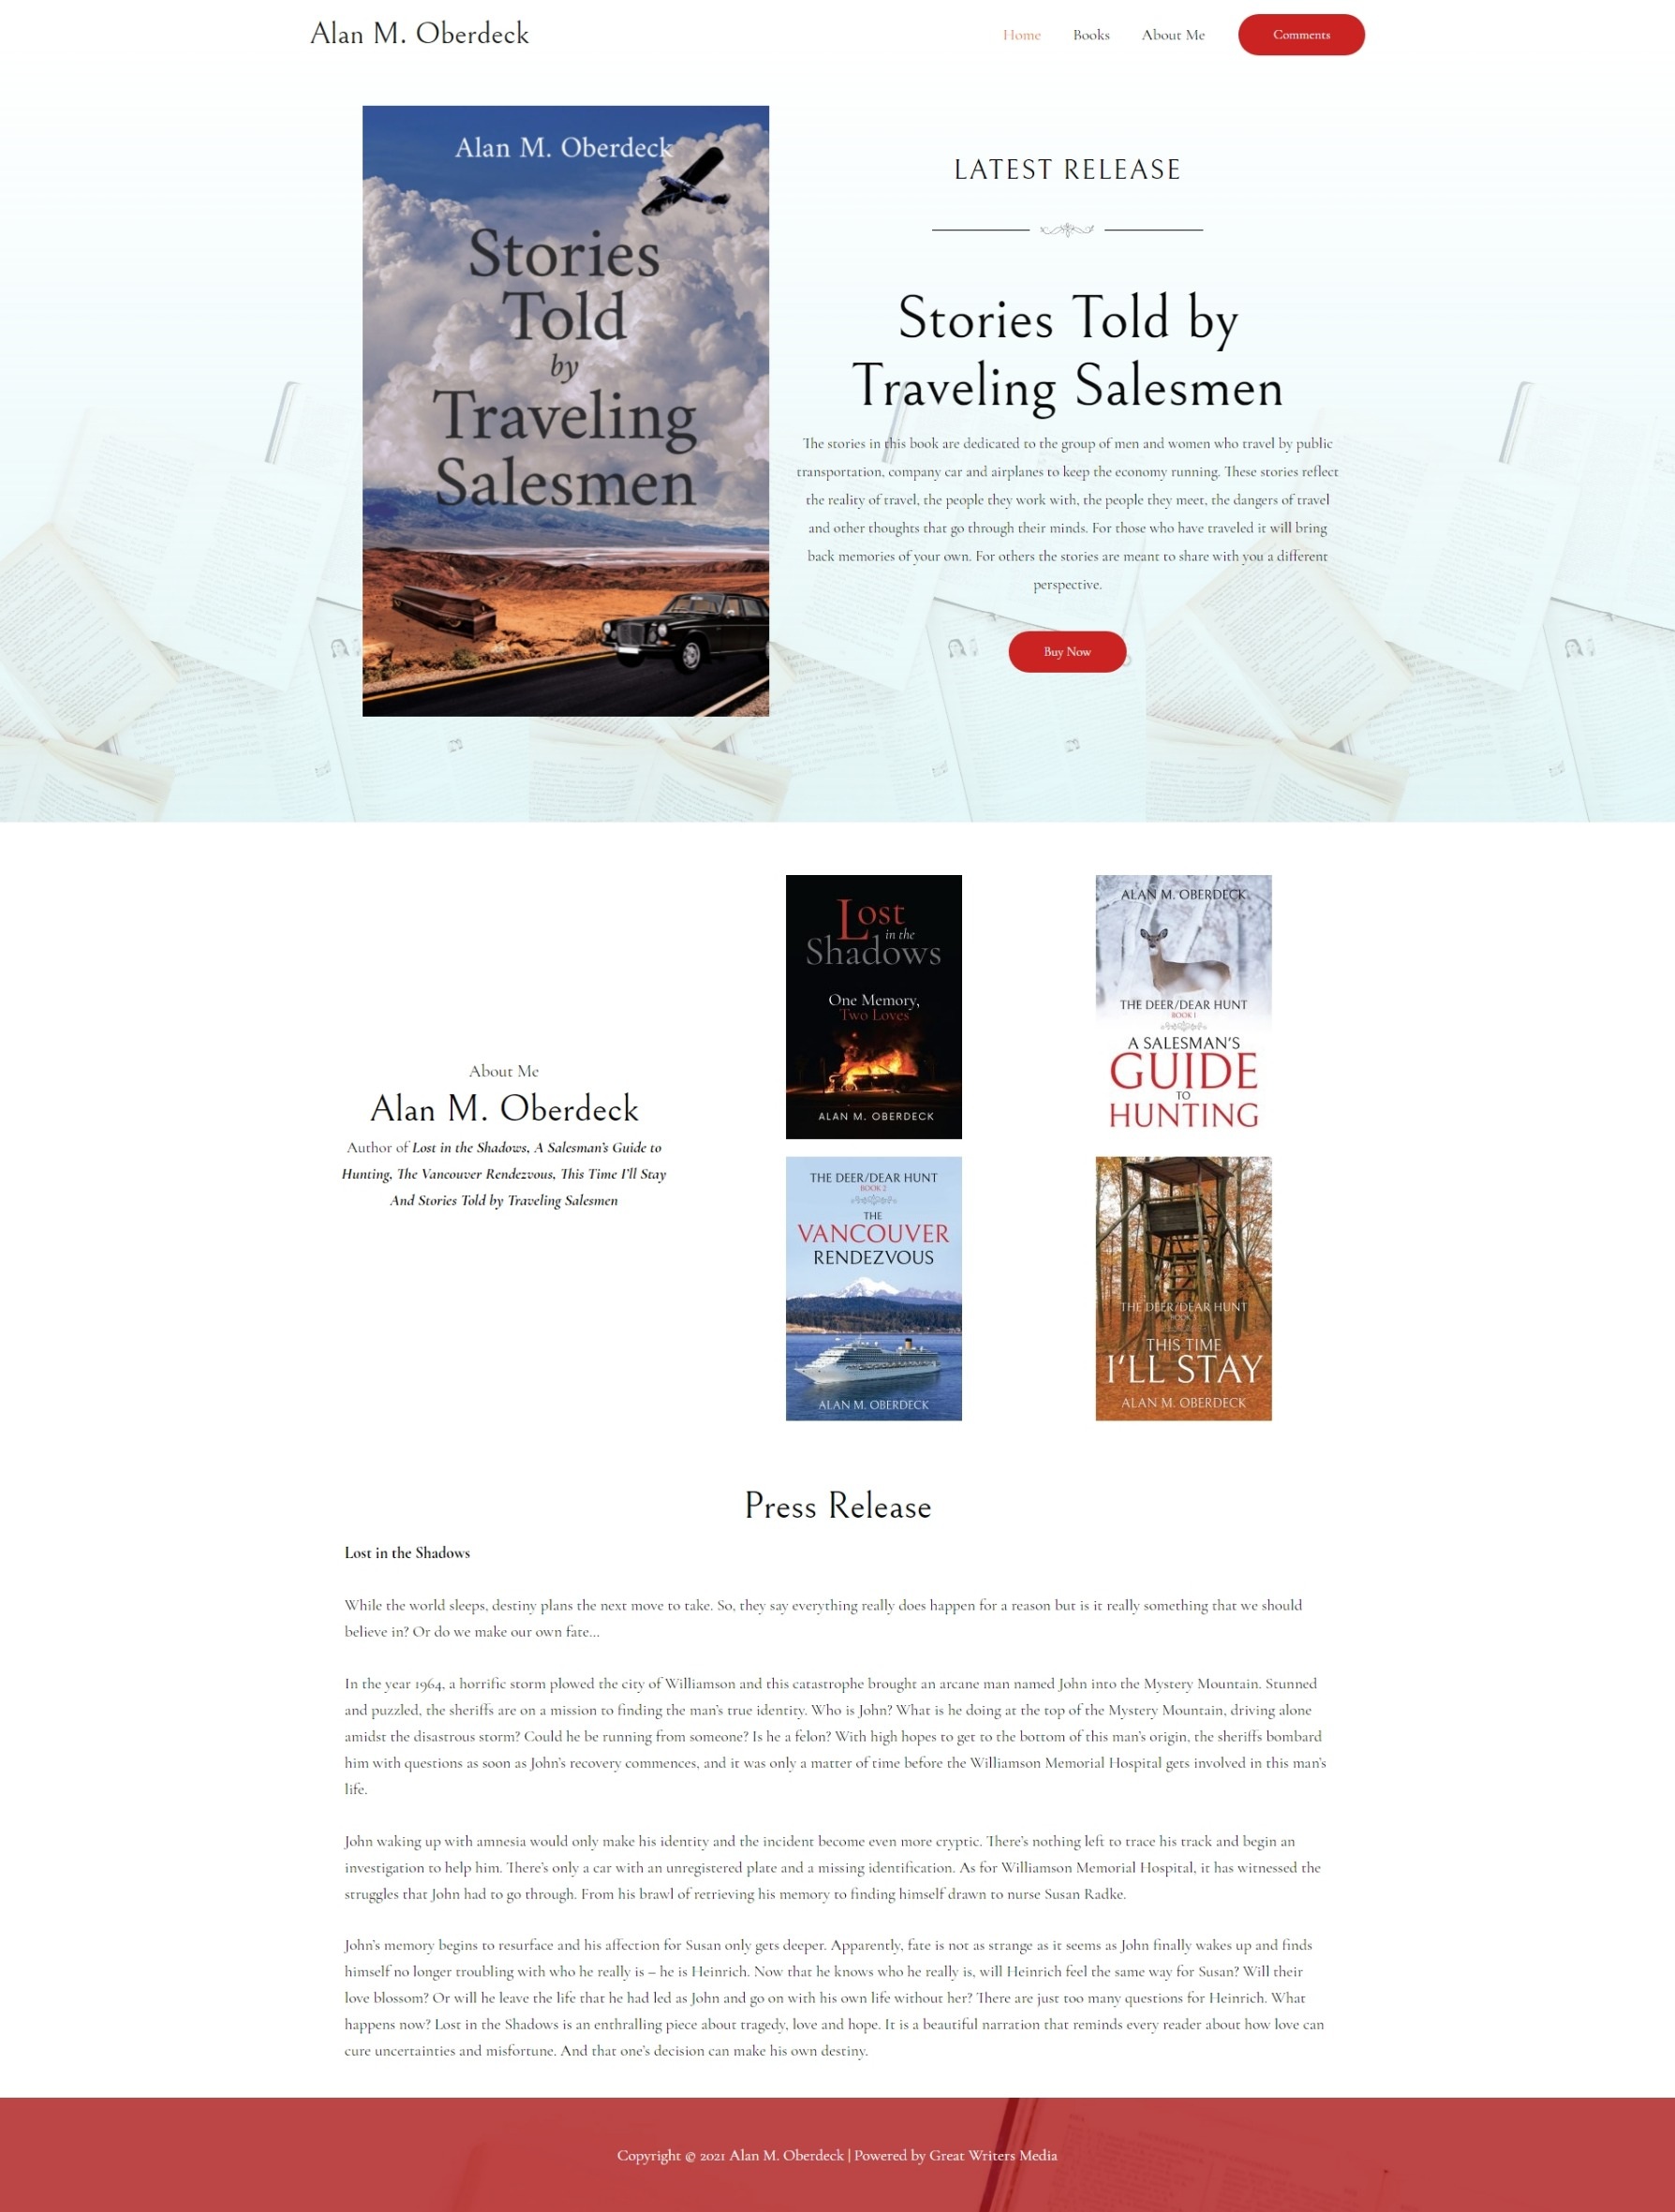 Alan M. Oberdeck
Home
Books
About Me
Comments
Alan M. Oberdeck
Stories
Told
by
Traveling
Salesmen
LATEST RELEASE
Stories Told by
Traveling Salesmen
The stories in this book are dedicated to the group of men and women who travel by public
transportation, company car and airplanes to keep the economy running. These stories reflect
the reality of travel, the people they work with, the people they meet, the dangers of travel
and other thoughts that go through their minds. For those who have traveled it will bring
back memories of your own. For others the stories are meant to share with you a different
perspective.
Buy Now
About Me
Alan M. Oberdeck
Author of Lost in the Shadows, A Salesman's Guide to
Hunting, The Vancouver Rendezvous, This Time I'll Stay
And Stories Told by Traveling Salesmen
Lost
in the
Shadows
One Memory,
Two Loves
ALAN M. OBERDECK
ALAN M. OBERDECK
THE DEER/DEAR HUNT
BOOK 1
A SALESMAN'S
GUIDE
TO
HUNTING
THE DEER/DEAR HUNT
BOOK 2
THE
VANCOUVER
RENDEZVOUS
ALAN M. OBERDECK
THE DEER/DEAR HUNT
THIS TIME
I'LL STAY
ALAN M. OBERDECK
Press Release
Lost in the Shadows
While the world sleeps, destiny plans the next move to take. So, they say everything really does happen for a reason but is it really something that we should
believe in? Or do we make our own fate…
In the year 1964, a horrific storm plowed the city of Williamson and this catastrophe brought an arcane man named John into the Mystery Mountain. Stunned
and puzzled, the sheriffs are on a mission to finding the man's true identity. Who is John? What is he doing at the top of the Mystery Mountain, driving alone
amidst the disastrous storm? Could he be running from someone? Is he a felon? With high hopes to get to the bottom of this man's origin, the sheriffs bombard
him with questions as soon as John's recovery commences, and it was only a matter of time before the Williamson Memorial Hospital gets involved in this man's
life.
John waking up with amnesia would only make his identity and the incident become even more cryptic. There's nothing left to trace his track and begin an
investigation to help him. There's only a car with an unregistered plate and a missing identification. As for Williamson Memorial Hospital, it has witnessed the
struggles that John had to go through. From his brawl of retrieving his memory to finding himself drawn to nurse Susan Radke.
John's memory begins to resurface and his affection for Susan only gets deeper. Apparently, fate is not as strange as it seems as John finally wakes up and finds
himself no longer troubling with who he really is – he is Heinrich. Now that he knows who he really is, will Heinrich feel the same way for Susan? Will their
love blossom? Or will he leave the life that he had led as John and go on with his own life without her? There are just too many questions for Heinrich. What
happens now? Lost in the Shadows is an enthralling piece about tragedy, love and hope. It is a beautiful narration that reminds every reader about how love can
cure uncertainties and misfortune. And that one's decision can make his own destiny.
Copyright © 2021 Alan M. Oberdeck | Powered by Great Writers Media